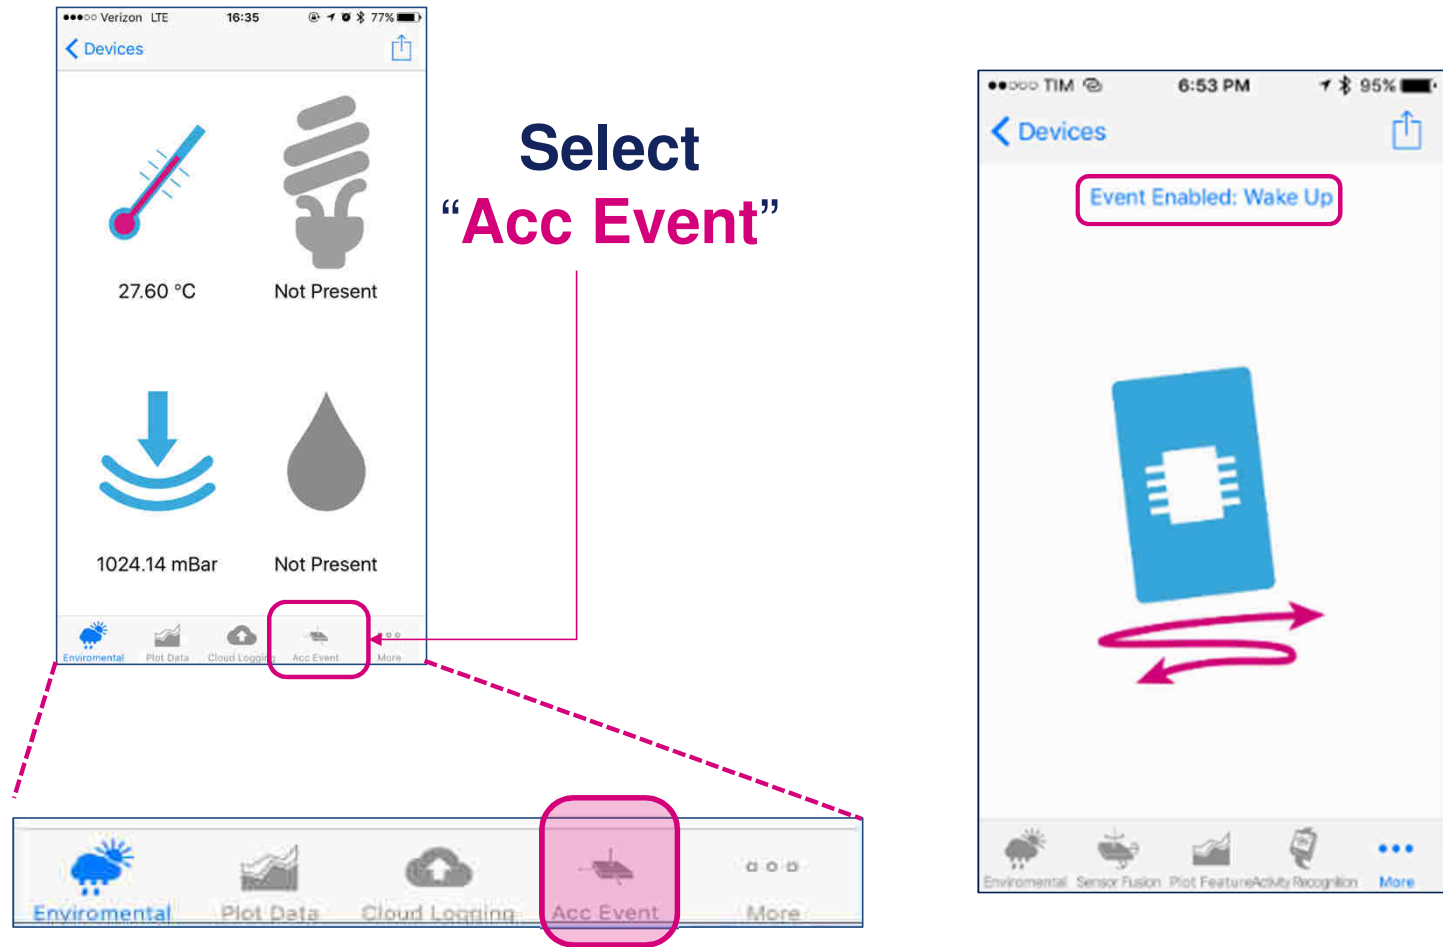 Verizon LTE 16:35 77%
Devices
27.60 °C Not Present
1024.14 mBar Not Present
Enviromental Plot Data Cloud Logging Acc Event More
Select
“Acc Event”
Enviromental Plot Data Cloud Logging Acc Event More
TIM 6:53 PM 95%
Devices
Event Enabled: Wake Up
Enviromental Sensor Fusion Plot Feature Activity Recognition More